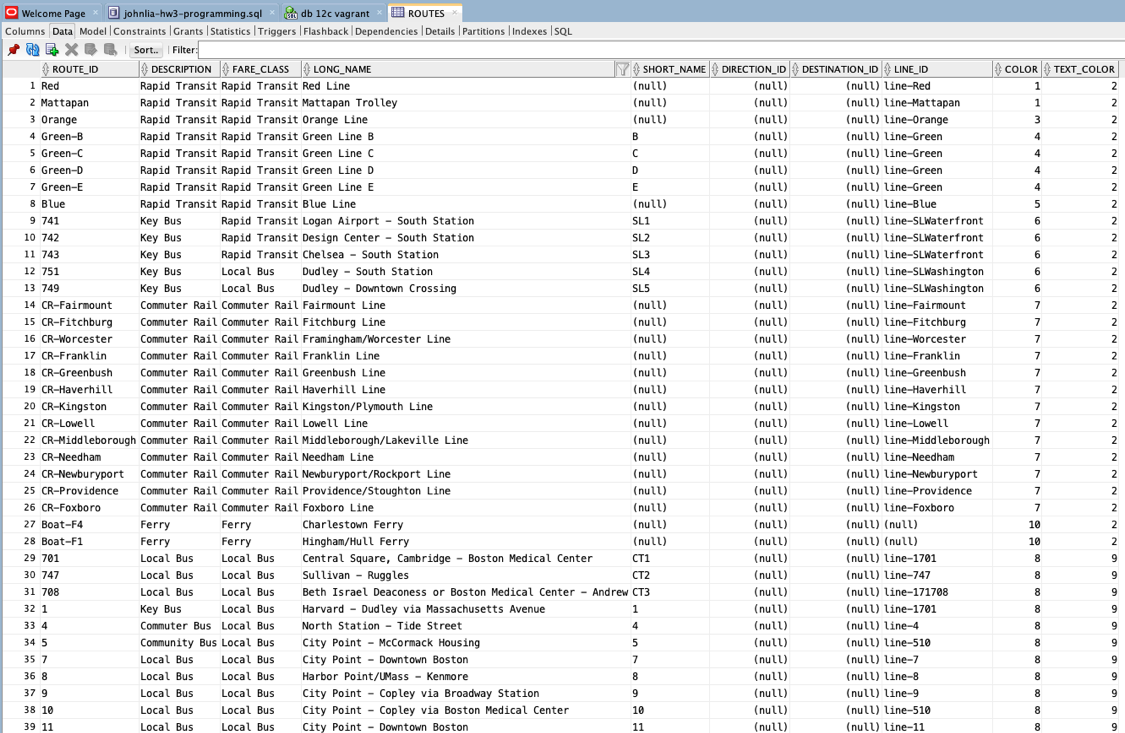 Welcome Page johnlia-hw3-programming.sql db 12c vagrant ROUTES
Columns Data Model Constraints Grants Statistics Triggers Flashback Dependencies Details Partitions Indexes SQL
Sort.. Filter:
ROUTE_ID DESCRIPTION FARE_CLASS LONG_NAME SHORT_NAME DIRECTION_ID DESTINATION_ID LINE_ID COLOR TEXT_COLOR
1 Red Rapid Transit Rapid Transit Red Line (null) (null) (null) line-Red 1 2
2 Mattapan Rapid Transit Rapid Transit Mattapan Trolley (null) (null) (null) line-Mattapan 1 2
3 Orange Rapid Transit Rapid Transit Orange Line (null) (null) (null) line-Orange 3 2
4 Green-B Rapid Transit Rapid Transit Green Line B B (null) (null) line-Green 4 2
5 Green-C Rapid Transit Rapid Transit Green Line C C (null) (null) line-Green 4 2
6 Green-D Rapid Transit Rapid Transit Green Line D D (null) (null) line-Green 4 2
7 Green-E Rapid Transit Rapid Transit Green Line E E (null) (null) line-Green 4 2
8 Blue Rapid Transit Rapid Transit Blue Line (null) (null) (null) line-Blue 5 2
9 741 Key Bus Rapid Transit Logan Airport - South Station SL1 (null) (null) line-SLWaterfront 6 2
10 742 Key Bus Rapid Transit Design Center - South Station SL2 (null) (null) line-SLWaterfront 6 2
11 743 Key Bus Rapid Transit Chelsea - South Station SL3 (null) (null) line-SLWaterfront 6 2
12 751 Key Bus Local Bus Dudley - South Station SL4 (null) (null) line-SLWashington 6 2
13 749 Key Bus Local Bus Dudley - Downtown Crossing SL5 (null) (null) line-SLWashington 6 2
14 CR-Fairmount Commuter Rail Commuter Rail Fairmount Line (null) (null) (null) line-Fairmount 7 2
15 CR-Fitchburg Commuter Rail Commuter Rail Fitchburg Line (null) (null) (null) line-Fitchburg 7 2
16 CR-Worcester Commuter Rail Commuter Rail Framingham/Worcester Line (null) (null) (null) line-Worcester 7 2
17 CR-Franklin Commuter Rail Commuter Rail Franklin Line (null) (null) (null) line-Franklin 7 2
18 CR-Greenbush Commuter Rail Commuter Rail Greenbush Line (null) (null) (null) line-Greenbush 7 2
19 CR-Haverhill Commuter Rail Commuter Rail Haverhill Line (null) (null) (null) line-Haverhill 7 2
20 CR-Kingston Commuter Rail Commuter Rail Kingston/Plymouth Line (null) (null) (null) line-Kingston 7 2
21 CR-Lowell Commuter Rail Commuter Rail Lowell Line (null) (null) (null) line-Lowell 7 2
22 CR-Middleborough Commuter Rail Commuter Rail Middleborough/Lakeville Line (null) (null) (null) line-Middleborough 7 2
23 CR-Needham Commuter Rail Commuter Rail Needham Line (null) (null) (null) line-Needham 7 2
24 CR-Newburyport Commuter Rail Commuter Rail Newburyport/Rockport Line (null) (null) (null) line-Newburyport 7 2
25 CR-Providence Commuter Rail Commuter Rail Providence/Stoughton Line (null) (null) (null) line-Providence 7 2
26 CR-Foxboro Commuter Rail Commuter Rail Foxboro Line (null) (null) (null) line-Foxboro 7 2
27 Boat-F4 Ferry Ferry Charlestown Ferry (null) (null) (null) (null) 10 2
28 Boat-F1 Ferry Ferry Hingham/Hull Ferry (null) (null) (null) (null) 10 2
29 701 Local Bus Local Bus Central Square, Cambridge - Boston Medical Center CT1 (null) (null) line-1701 8 9
30 747 Local Bus Local Bus Sullivan - Ruggles CT2 (null) (null) line-747 8 9
31 708 Local Bus Local Bus Beth Israel Deaconess or Boston Medical Center - Andrew CT3 (null) (null) line-171708 8 9
32 1 Key Bus Local Bus Harvard - Dudley via Massachusetts Avenue 1 (null) (null) line-1701 8 9
33 4 Commuter Bus Local Bus North Station - Tide Street 4 (null) (null) line-4 8 9
34 5 Community Bus Local Bus City Point - McCormack Housing 5 (null) (null) line-510 8 9
35 7 Local Bus Local Bus City Point - Downtown Boston 7 (null) (null) line-7 8 9
36 8 Local Bus Local Bus Harbor Point/UMass - Kenmore 8 (null) (null) line-8 8 9
37 9 Local Bus Local Bus City Point - Copley via Broadway Station 9 (null) (null) line-9 8 9
38 10 Local Bus Local Bus City Point - Copley via Boston Medical Center 10 (null) (null) line-510 8 9
39 11 Local Bus Local Bus City Point - Downtown Boston 11 (null) (null) line-11 8 9